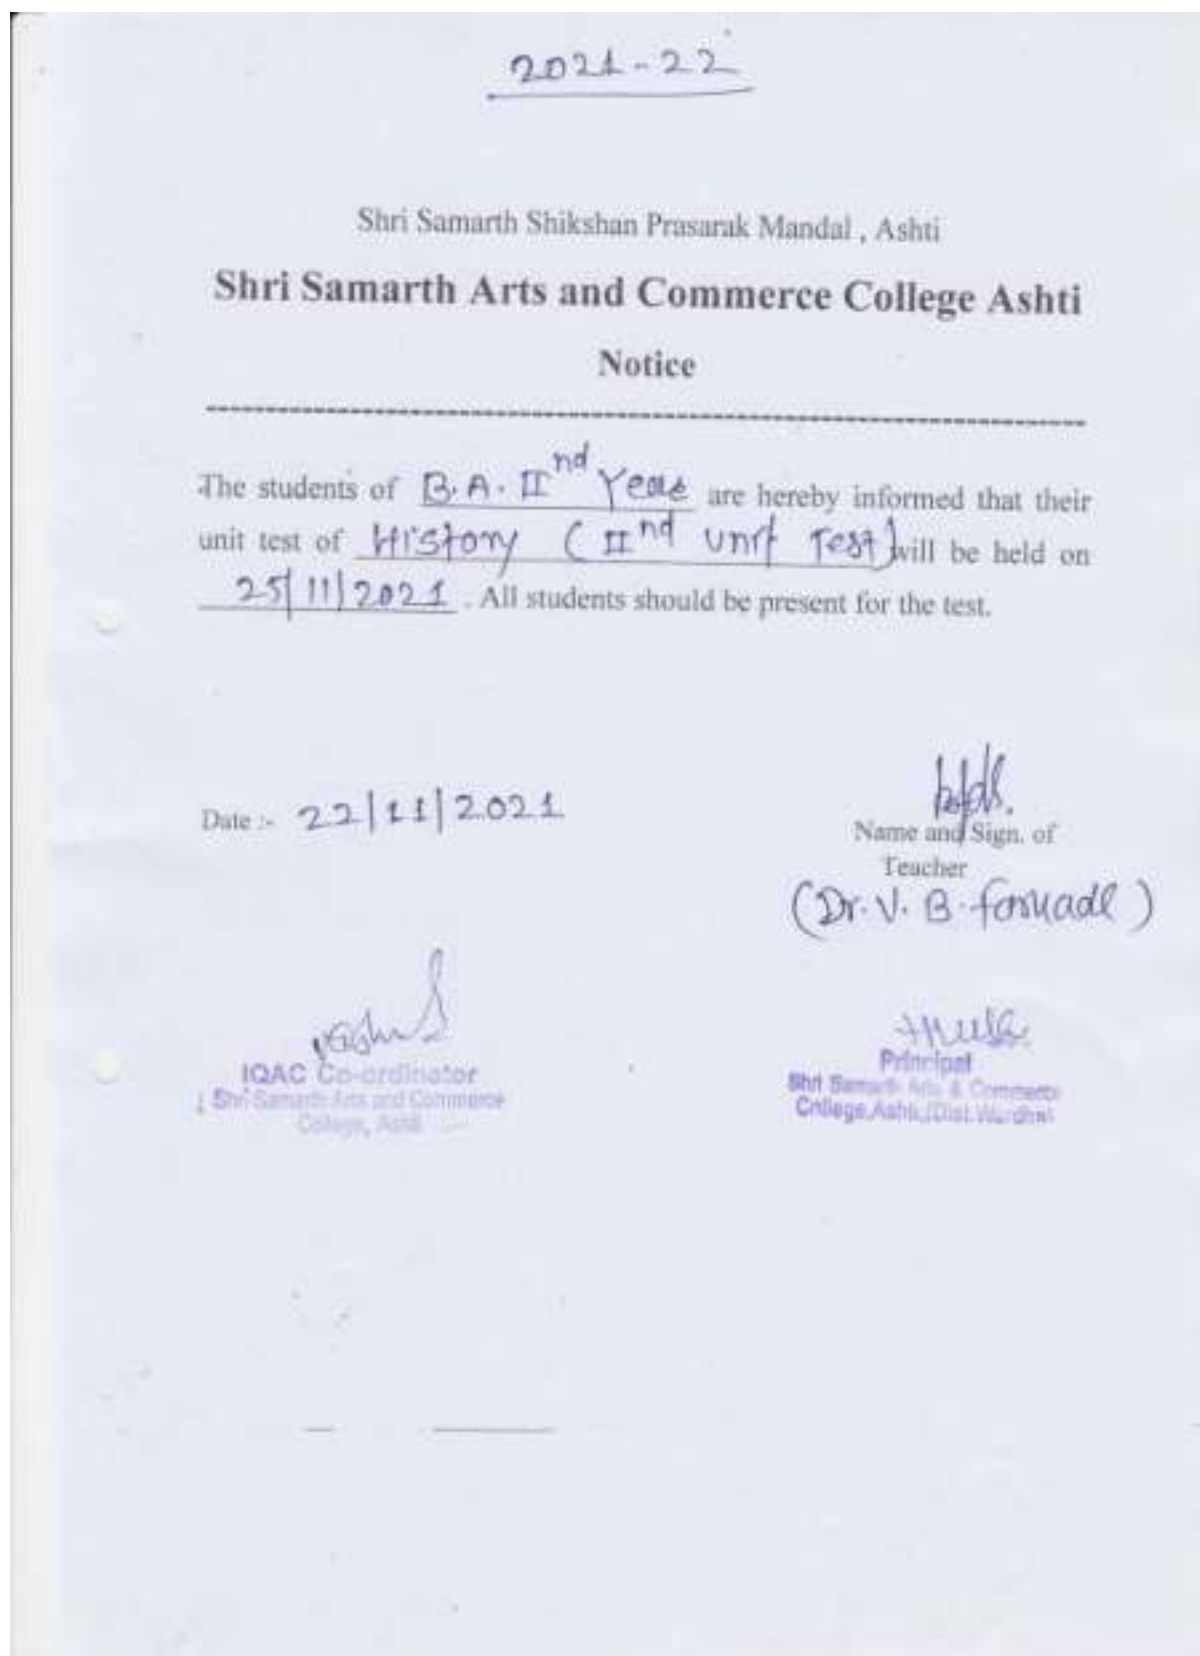 2021-22
Shri Samarth Shikshan Prasarak Mandal , Ashti
Shri Samarth Arts and Commerce College Ashti
Notice
The students of B.A. IInd Year are hereby informed that their
unit test of History ( IInd Unit Test) will be held on
25/11/2021 . All students should be present for the test.
Date :- 22/11/2021
Name and Sign. of
Teacher
(Dr. V. B.
IQAC Co-ordinator
Shri Samarth Arts and Commerce
College, Ashti
Principal
Shri Samarth Arts & Commerce
College, Ashti, (Dist. Wardha)